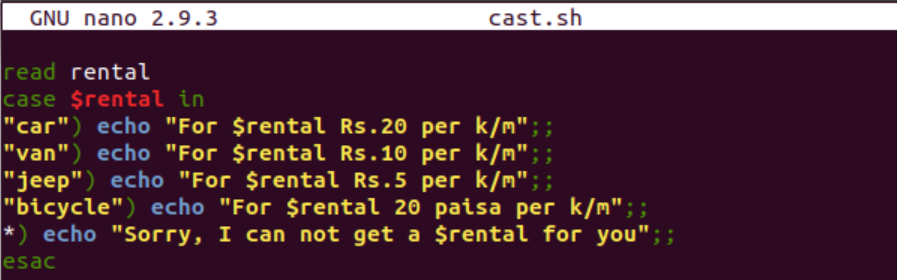 GNU nano 2.9.3 cast.sh
read rental
case $rental in
"car") echo "For $rental Rs.20 per k/m";;
"van") echo "For $rental Rs.10 per k/m";;
"jeep") echo "For $rental Rs.5 per k/m";;
"bicycle") echo "For $rental 20 paisa per k/m";;
*) echo "Sorry, I can not get a $rental for you";;
esac